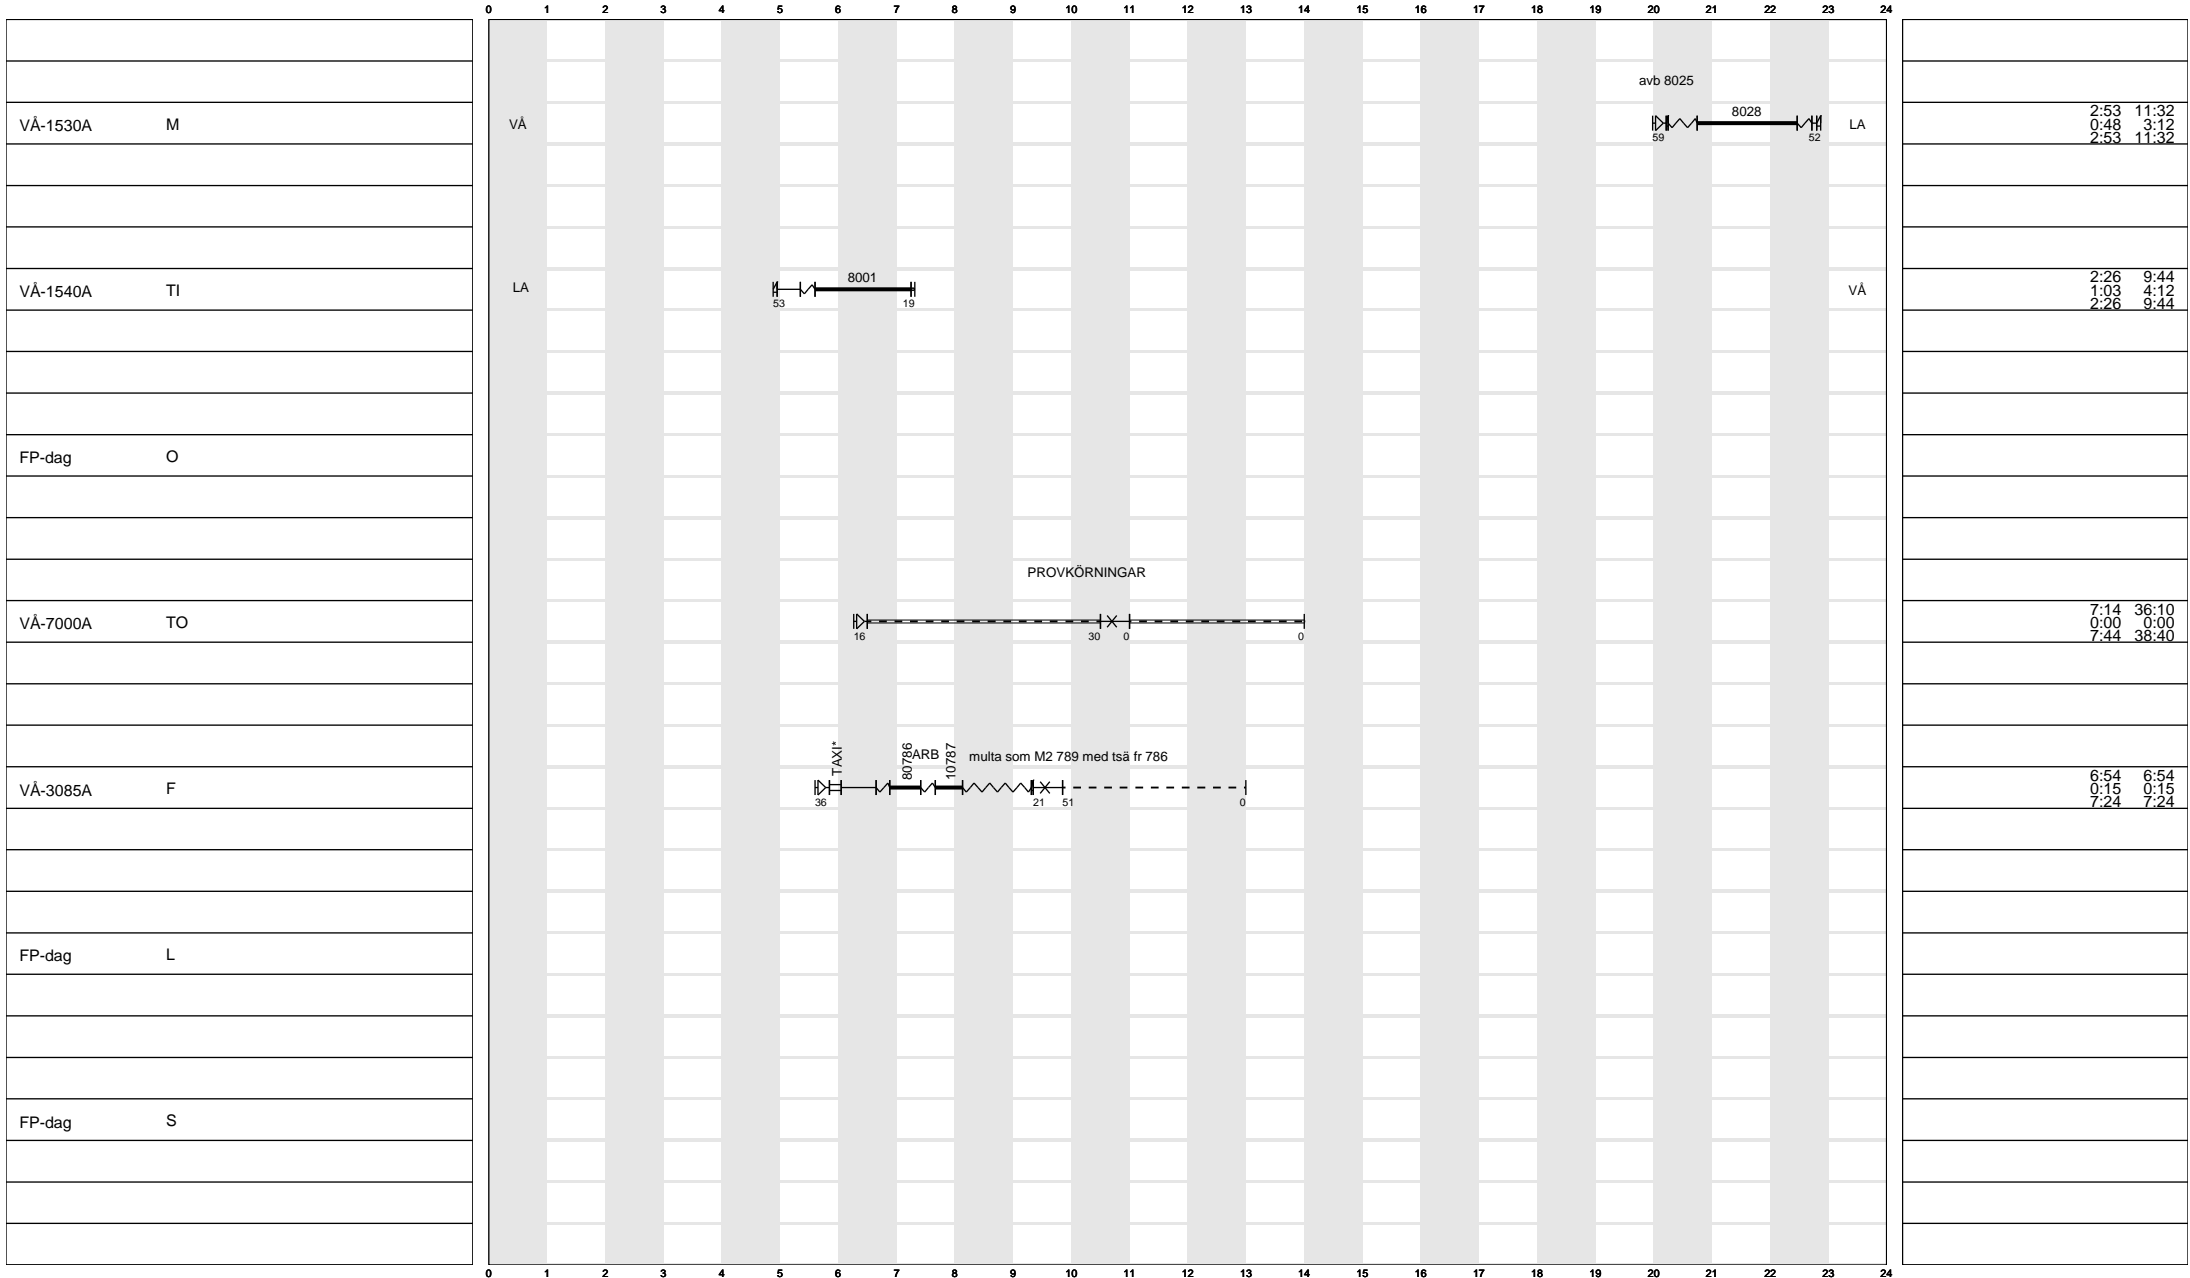 0 1 2 3 4 5 6 7 8 9 10 11 12 13 14 15 16 17 18 19 20 21 22 23 24
avb 8025
VÅ-1530A M VÅ 8028 LA 2:53 11:32
0:48 3:12
59 52 2:53 11:32
VÅ-1540A TI LA 8001 VÅ 2:26 9:44
1:03 4:12
53 19 2:26 9:44
FP-dag O
PROVKÖRNINGAR
VÅ-7000A TO 7:14 36:10
0:00 0:00
16 30 0 0 7:44 38:40
TAXI* 80786 ARB 10787 multa som M2 789 med tsä fr 786
VÅ-3085A F 6:54 6:54
0:15 0:15
36 21 51 0 7:24 7:24
FP-dag L
FP-dag S
0 1 2 3 4 5 6 7 8 9 10 11 12 13 14 15 16 17 18 19 20 21 22 23 24